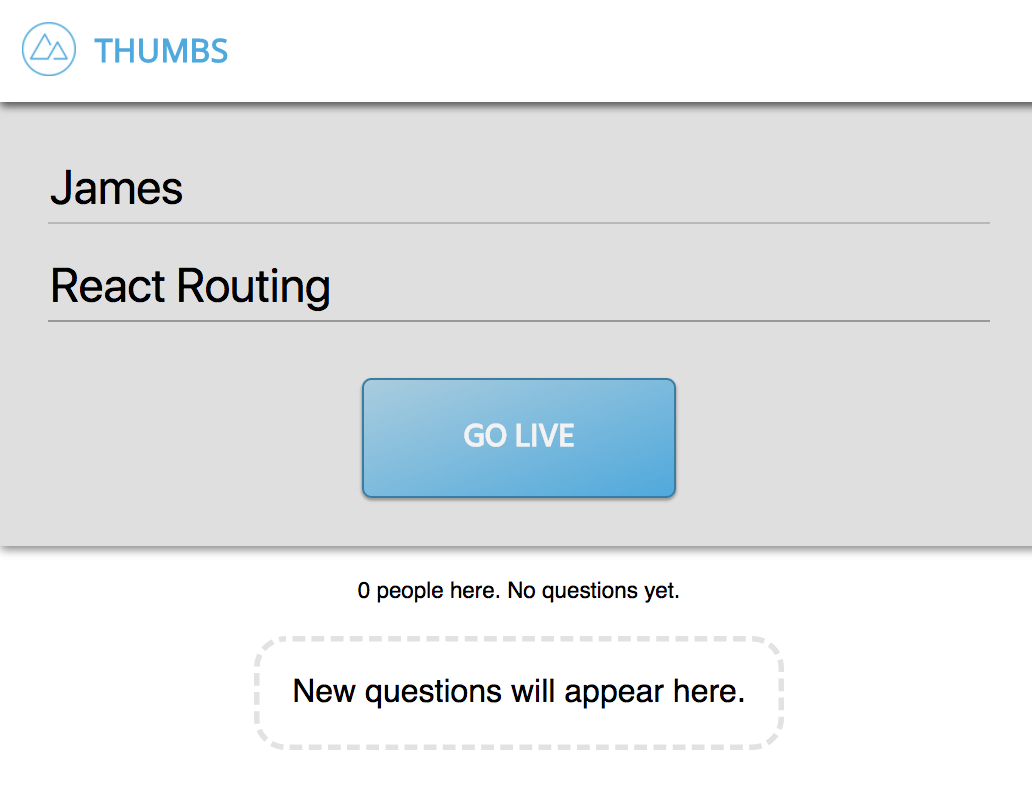 THUMBS
James
React Routing
GO LIVE
0 people here. No questions yet.
New questions will appear here.